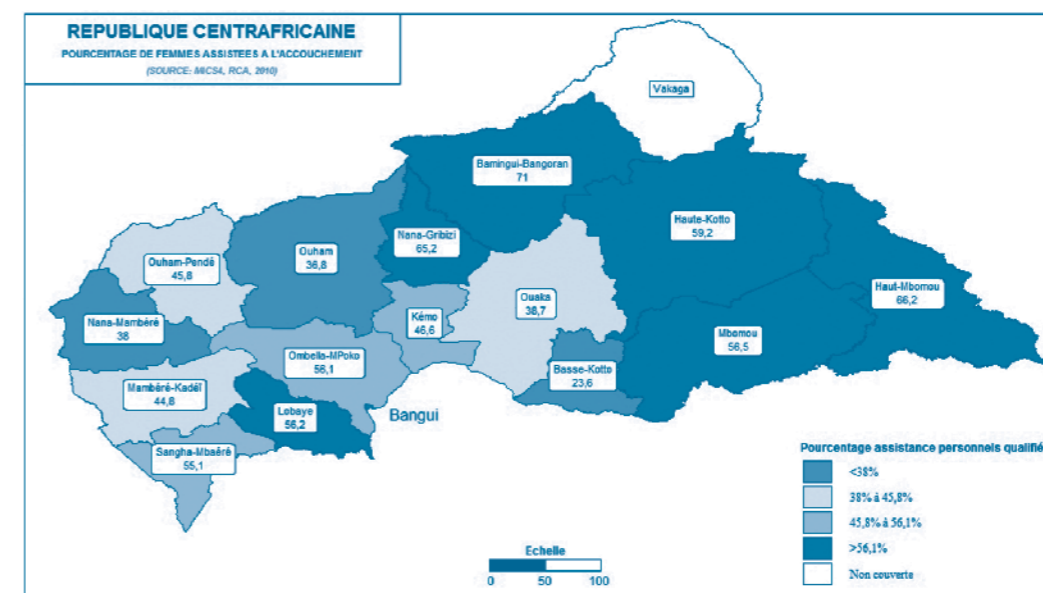 REPUBLIQUE CENTRAFRICAINE
POURCENTAGE DE FEMMES ASSISTEES A L'ACCOUCHEMENT
(SOURCE: MICS4, RCA, 2010)
Vakaga
Bamingui-Bangoran
71
Haute-Kotto
59,2
Nana-Gribizi
65,2
Ouham
36,8
Ouham-Pendé
45,8
Haut-Mbomou
66,2
Ouaka
38,7
Kémo
46,6
Nana-Mambéré
38
Mbomou
56,5
Ombella-MPoko
56,1
Basse-Kotto
23,6
Mambéré-Kadéï
44,8
Lobaye
56,2
Bangui
Sangha-Mbaéré
55,1
Pourcentage assistance personnels qualifié
<38%
38% à 45,8%
45,8% à 56,1%
>56,1%
Non couverte
Echelle
0 50 100